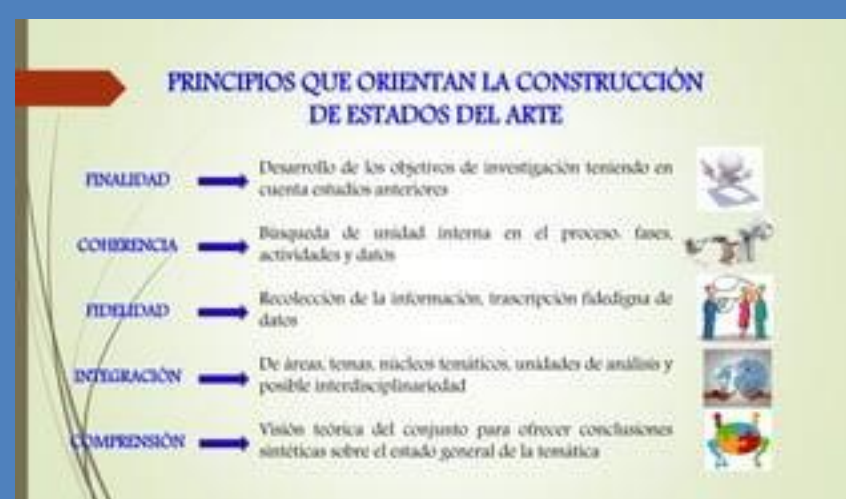 PRINCIPIOS QUE ORIENTAN LA CONSTRUCCIÓN
DE ESTADOS DEL ARTE
FINALIDAD
Desarrollo de los objetivos de investigación teniendo en
cuenta estudios anteriores
COHERENCIA
Búsqueda de unidad interna en el proceso, fases,
actividades y datos
FIDELIDAD
Recolección de la información, trascripción fidedigna de
datos
INTEGRACIÓN
De áreas, temas, núcleos temáticos, unidades de análisis y
posible interdisciplinariedad
COMPRENSIÓN
Visión teórica del conjunto para ofrecer conclusiones
sintéticas sobre el estado general de la temática